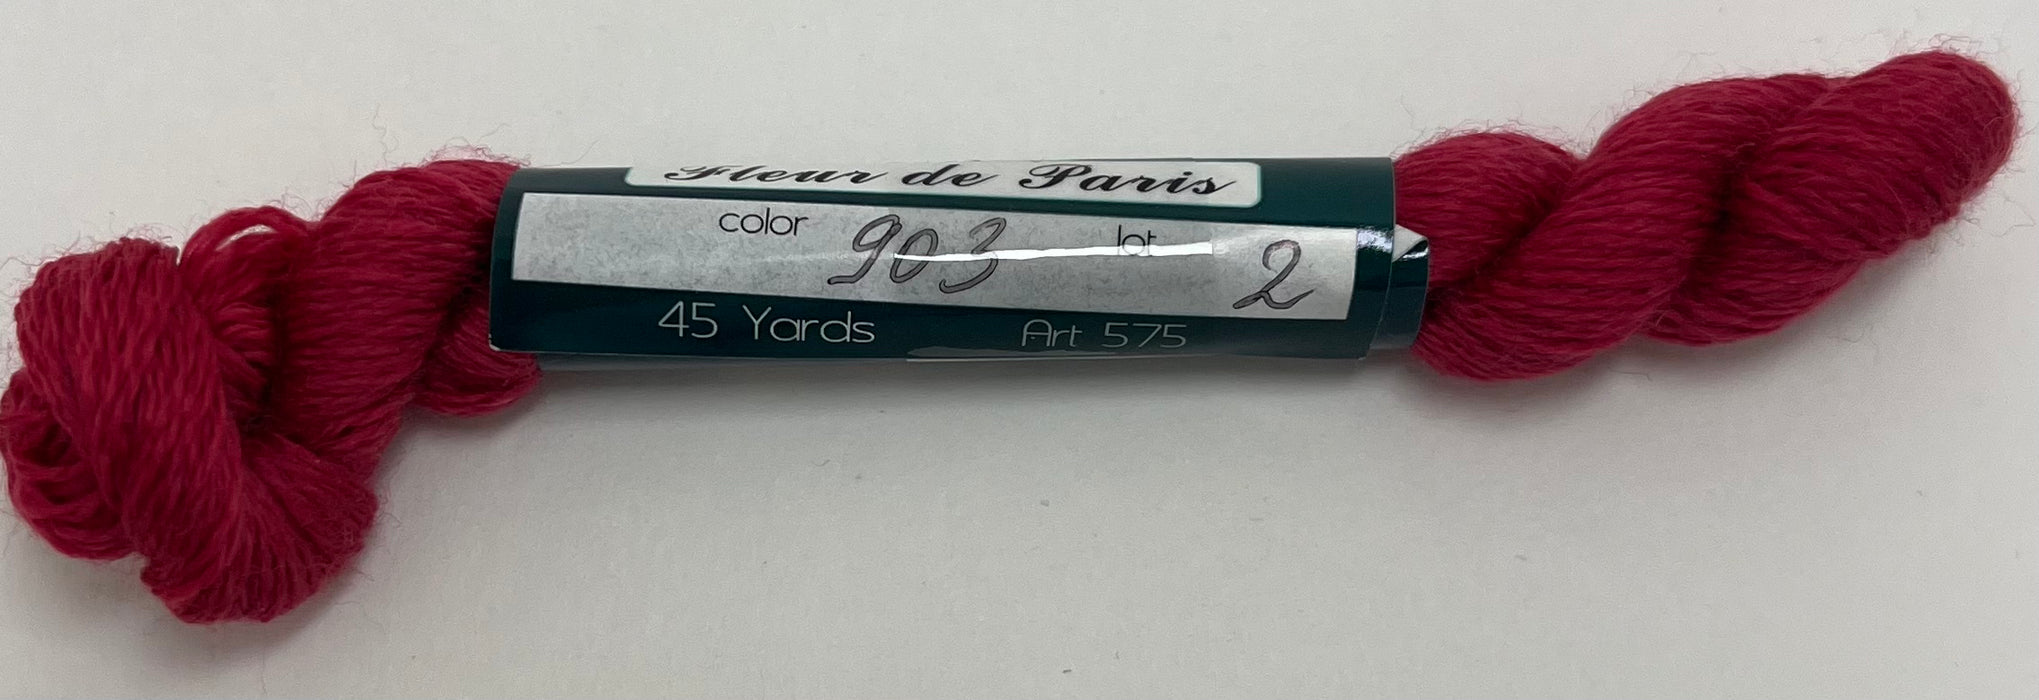 Fleur de Paris
color 903 lot 2
45 Yards Art 575